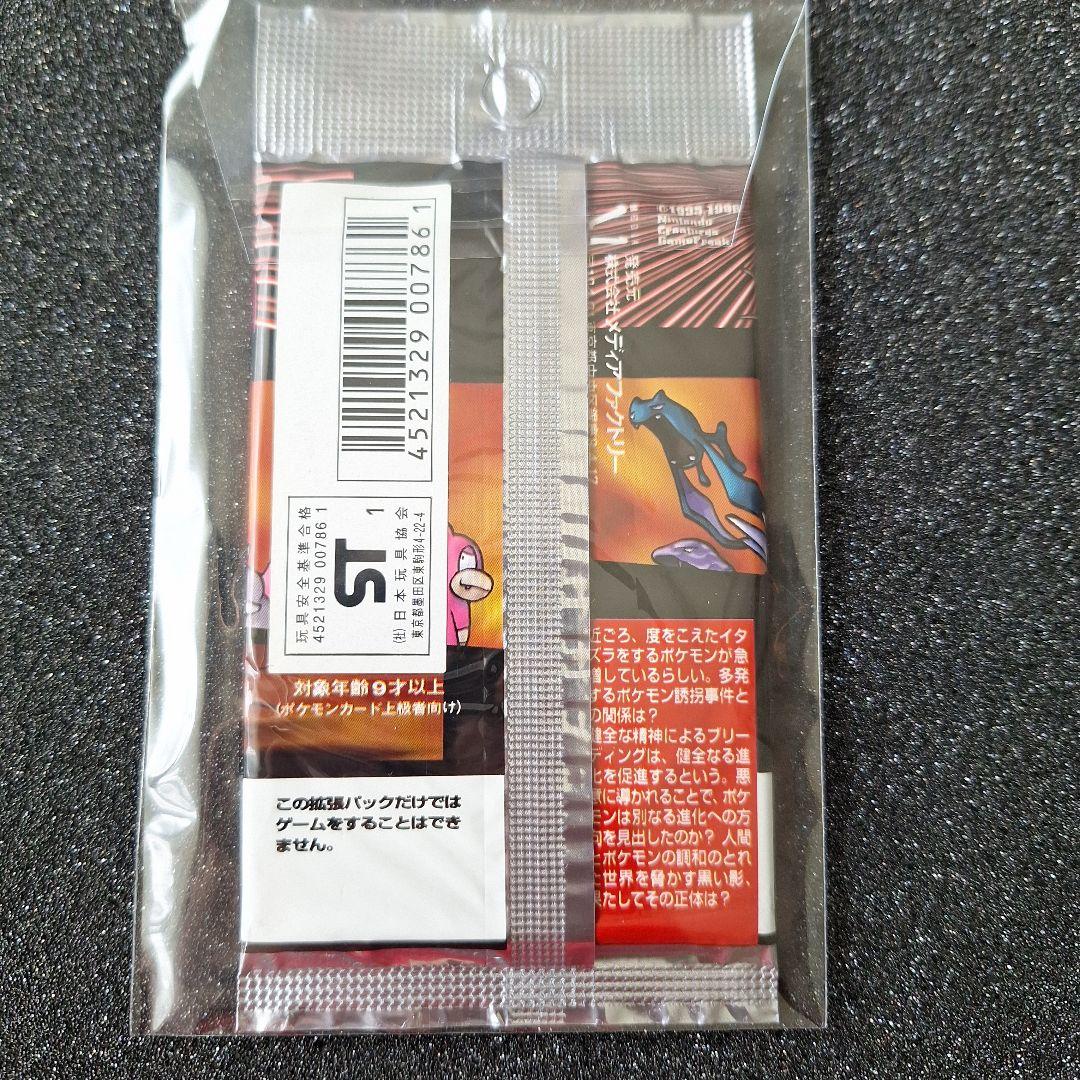 4521329 007861
玩具安全基準合格
4521329 00786 1
ST
1
(社)日本玩具協会
東京都墨田区東駒形4-22-4
対象年齢9才以上
(ポケモンカード上級者向け)
この拡張パックだけでは
ゲームをすることはでき
ません。
Nintendo
Creatures
GameFreak
発売元
株式会社メディアファクトリー
近ごろ、度をこえたイタ
ズラをするポケモンが急
増しているらしい。多発
するポケモン誘拐事件と
の関係は?
健全な精神によるブリー
ディングは、健全なる進
化を促進するという。悪
意に導かれることで、ポケ
モンは別なる進化への方
向を見出したのか? 人間
とポケモンの調和のとれ
世界を脅かす黒い影、
果たしてその正体は?